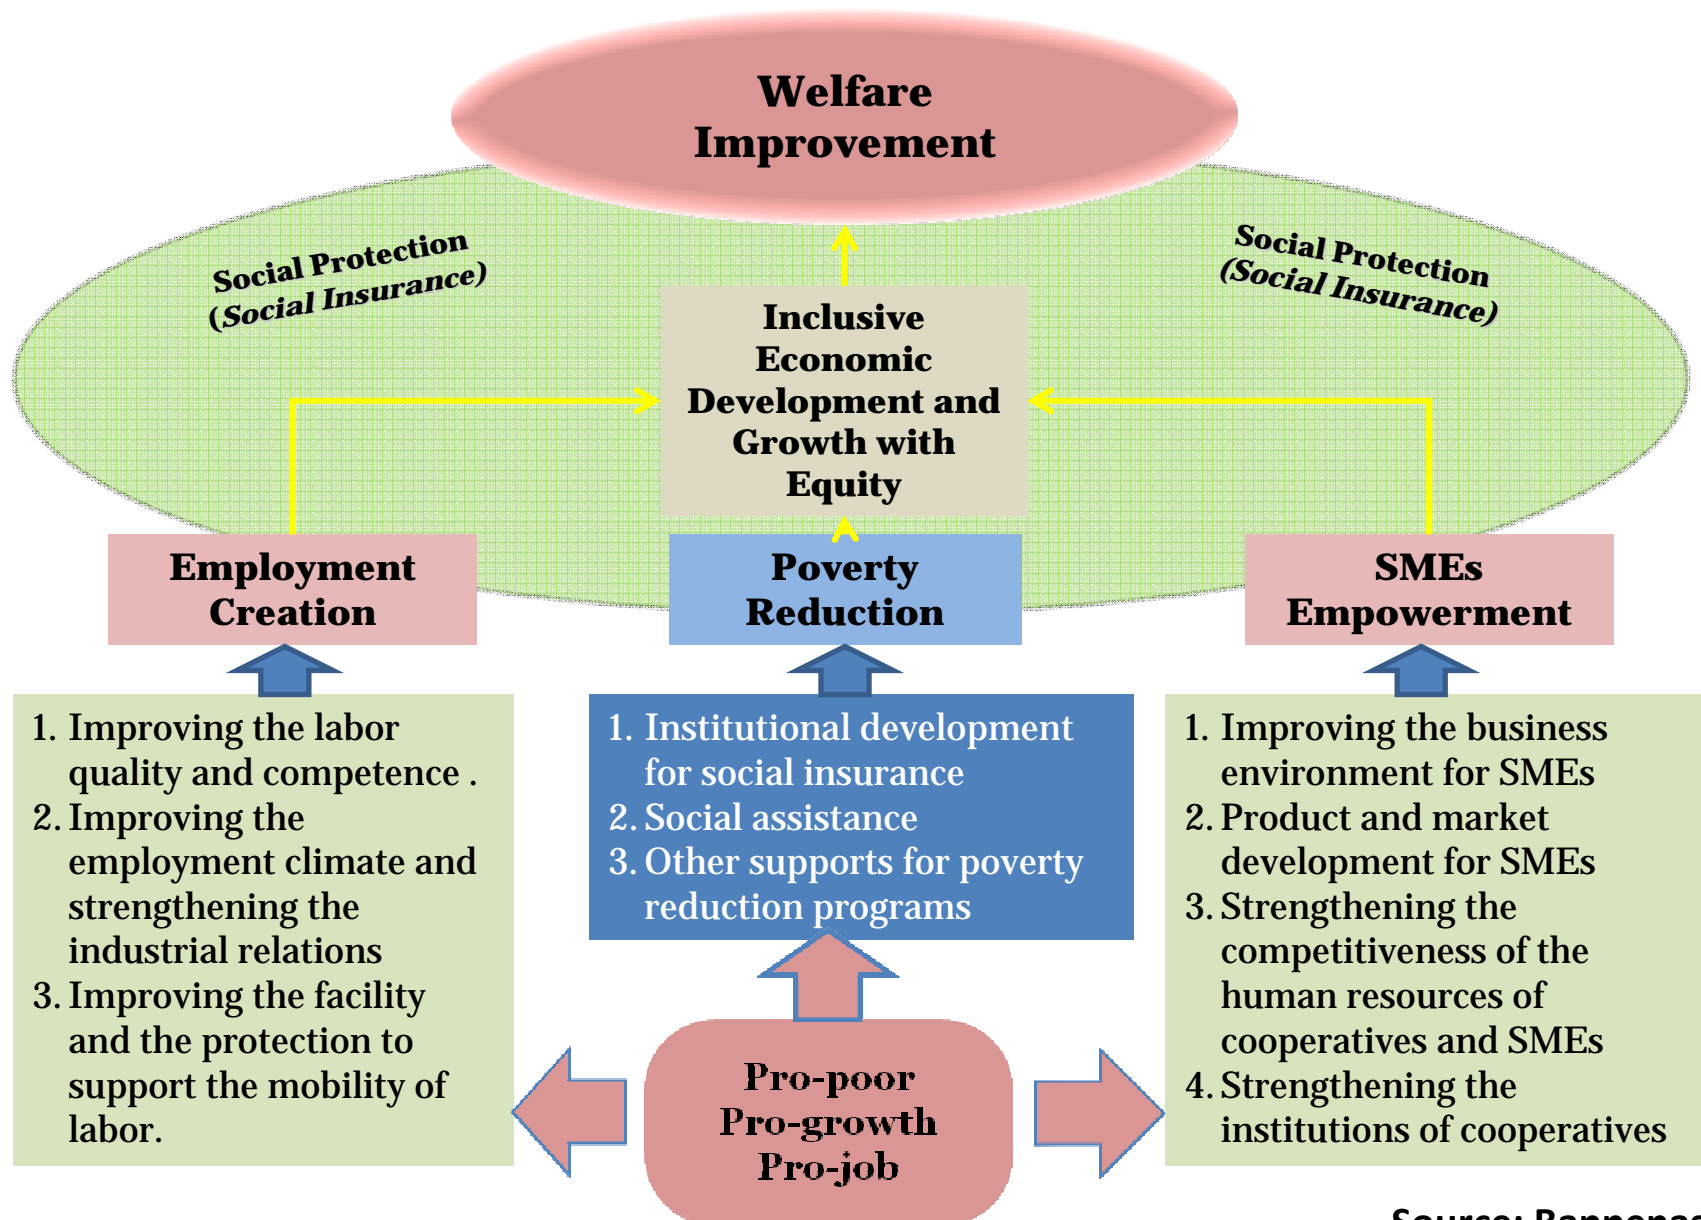 Welfare
Improvement
Social Protection
(Social Insurance)
Social Protection
(Social Insurance)
Inclusive
Economic
Development and
Growth with
Equity
Employment
Creation
Poverty
Reduction
SMEs
Empowerment
1. Improving the labor
quality and competence .
2. Improving the
employment climate and
strengthening the
industrial relations
3. Improving the facility
and the protection to
support the mobility of
labor.
1. Institutional development
for social insurance
2. Social assistance
3. Other supports for poverty
reduction programs
1. Improving the business
environment for SMEs
2. Product and market
development for SMEs
3. Strengthening the
competitiveness of the
human resources of
cooperatives and SMEs
4. Strengthening the
institutions of cooperatives
Pro-poor
Pro-growth
Pro-job
Source: Bappenas